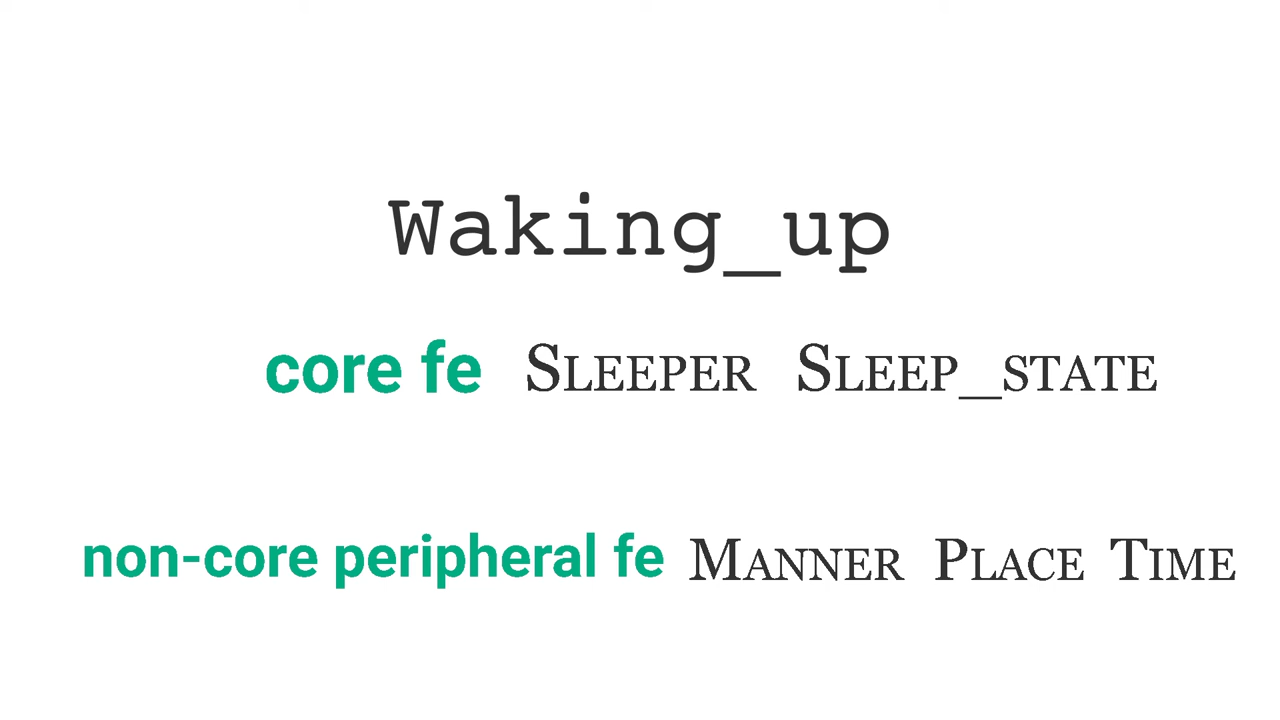 Waking_up
core fe Sleeper Sleep_state
non-core peripheral fe Manner Place Time